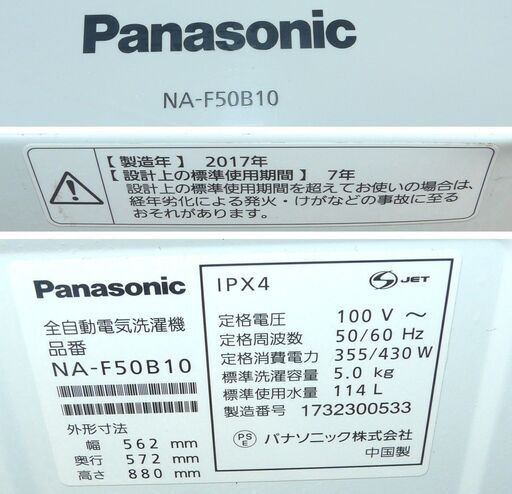 Panasonic
NA-F50B10
【 製造年 】 2017年
【 設計上の標準使用期間 】 7年
設計上の標準使用期間を超えてお使いの場合は、
経年劣化による発火・けがなどの事故に至る
おそれがあります。
Panasonic
全自動電気洗濯機
品番
NA-F50B10
外形寸法
幅 562 mm
奥行 572 mm
高さ 880 mm
IPX4
S JET
定格電圧 100 V ～
定格周波数 50/60 Hz
定格消費電力 355/430 W
標準洗濯容量 5.0 kg
標準使用水量 114 L
製造番号 1732300533
PS E パナソニック株式会社
中国製